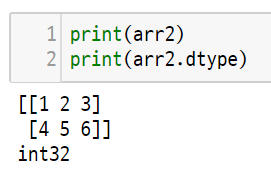 1 print(arr2)
2 print(arr2.dtype)
[[1 2 3]
 [4 5 6]]
int32